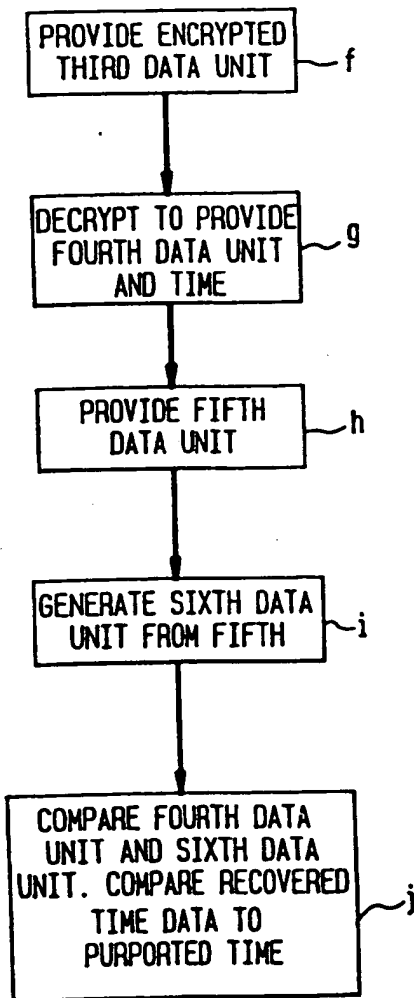 PROVIDE ENCRYPTED
THIRD DATA UNIT
f
DECRYPT TO PROVIDE
FOURTH DATA UNIT
AND TIME
g
PROVIDE FIFTH
DATA UNIT
h
GENERATE SIXTH DATA
UNIT FROM FIFTH
i
COMPARE FOURTH DATA
UNIT AND SIXTH DATA
UNIT. COMPARE RECOVERED
TIME DATA TO
PURPORTED TIME
j